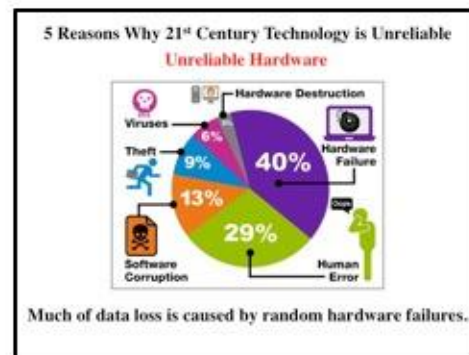 5 Reasons Why 21st Century Technology is Unreliable
Unreliable Hardware
Hardware Destruction
Viruses
6%
Theft
9%
40%
Hardware
Failure
13%
29%
Oops
Software
Corruption
Human
Error
Much of data loss is caused by random hardware failures.